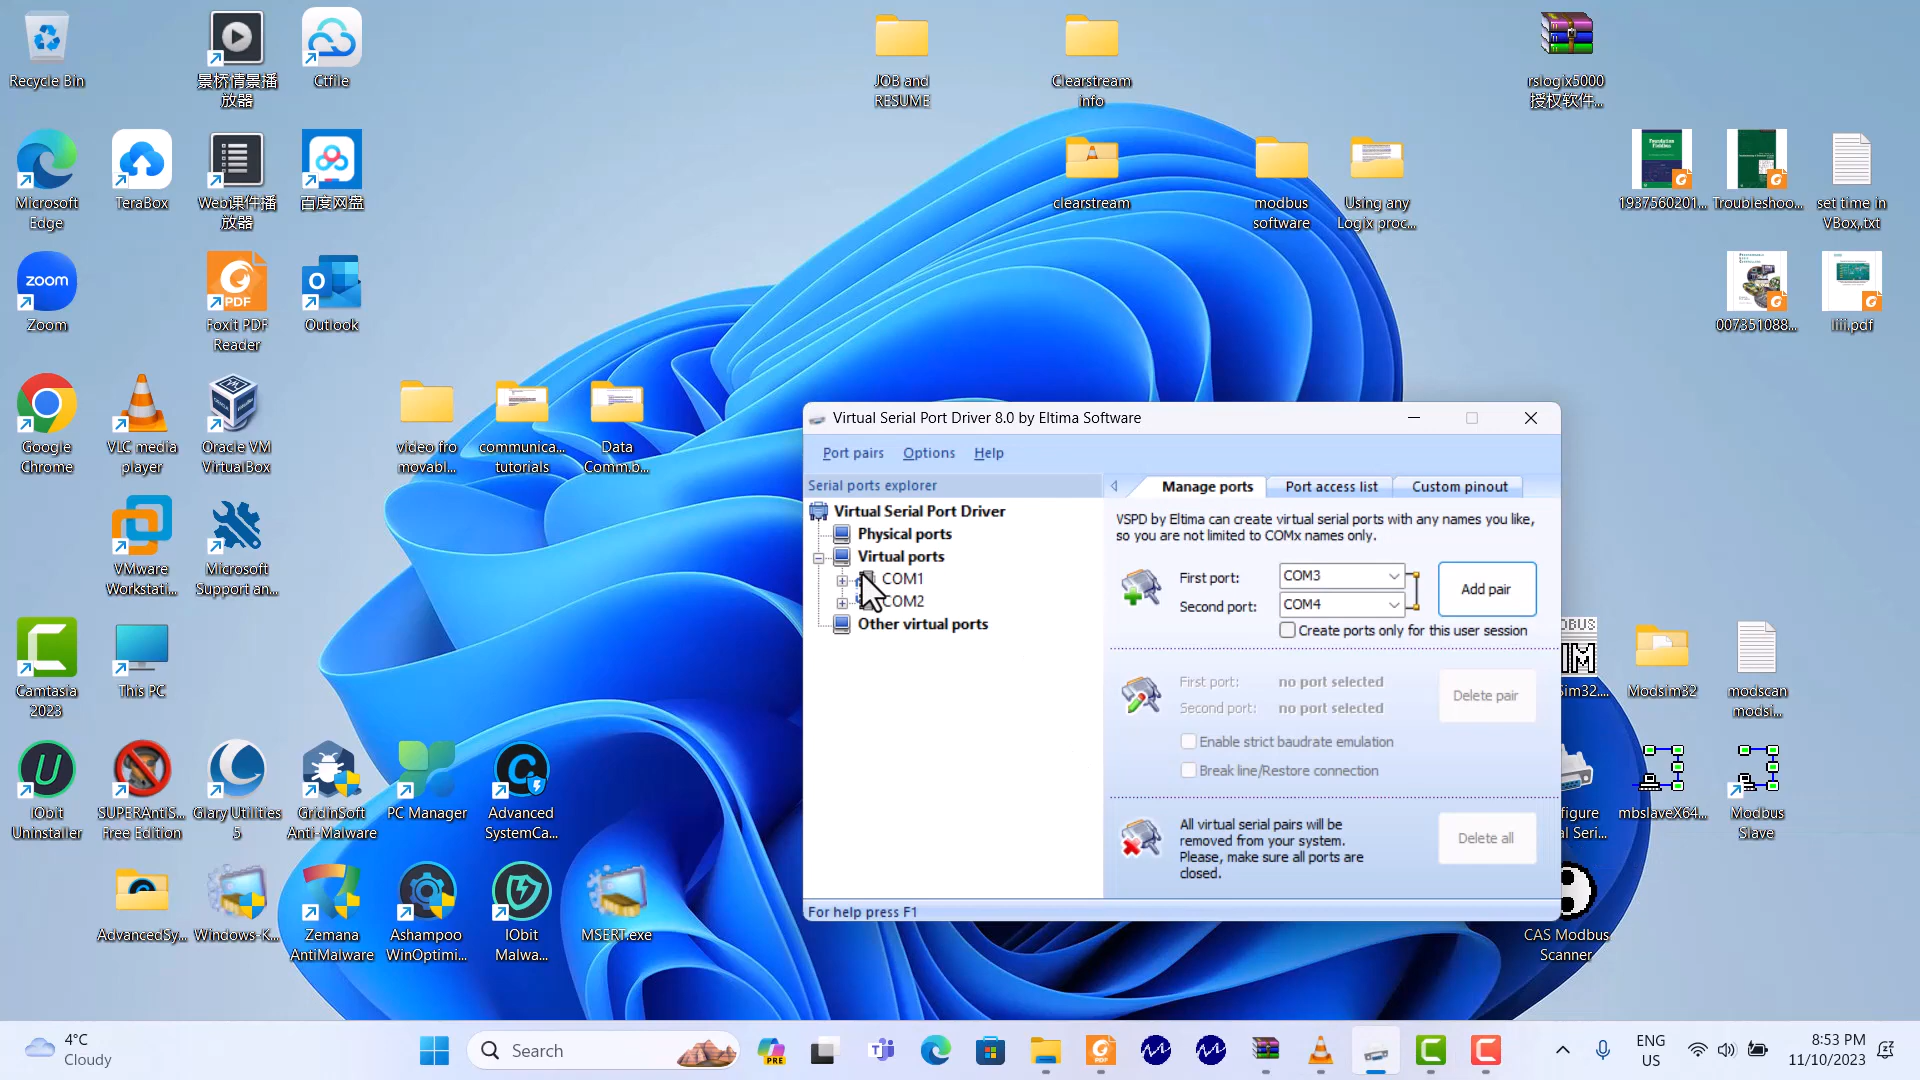 Recycle Bin
景桥情景播
放器
Ctfile
JOB and
RESUME
Clearstream
info
rslogix5000
授权软件...
Microsoft
Edge
TeraBox
Web课件播
放器
百度网盘
clearstream
modbus
software
Using any
Logix proc...
1937560201...
Troubleshoo...
set time in
VBox,.txt
zoom
Zoom
PDF
Foxit PDF
Reader
Outlook
007351088...
liiii.pdf
Google
Chrome
VLC media
player
Oracle VM
VirtualBox
video fro
movabl...
communica...
tutorials
Data
Comm.b...
VMware
Workstati...
Microsoft
Support an...
Camtasia
2023
This PC
Modsim32
modscan
modsi...
IObit
Uninstaller
SUPERAntiS...
Free Edition
Glary Utilities
5
GridinSoft
Anti-Malware
PC Manager
Advanced
SystemCa...
mbslaveX64...
Modbus
Slave
AdvancedSy...
Windows-K...
Zemana
AntiMalware
Ashampoo
WinOptimi...
IObit
Malwa...
MSERT.exe
CAS Modbus
Scanner
Virtual Serial Port Driver 8.0 by Eltima Software
Port pairs Options Help
Serial ports explorer
Virtual Serial Port Driver
Physical ports
Virtual ports
COM1
COM2
Other virtual ports
Manage ports Port access list Custom pinout
VSPD by Eltima can create virtual serial ports with any names you like,
so you are not limited to COMx names only.
First port: COM3
Second port: COM4
Add pair
Create ports only for this user session
First port: no port selected
Second port: no port selected
Delete pair
Enable strict baudrate emulation
Break line/Restore connection
All virtual serial pairs will be
removed from your system.
Please, make sure all ports are
closed.
Delete all
For help press F1
4°C
Cloudy
Search
PRE
ENG
US
8:53 PM
11/10/2023